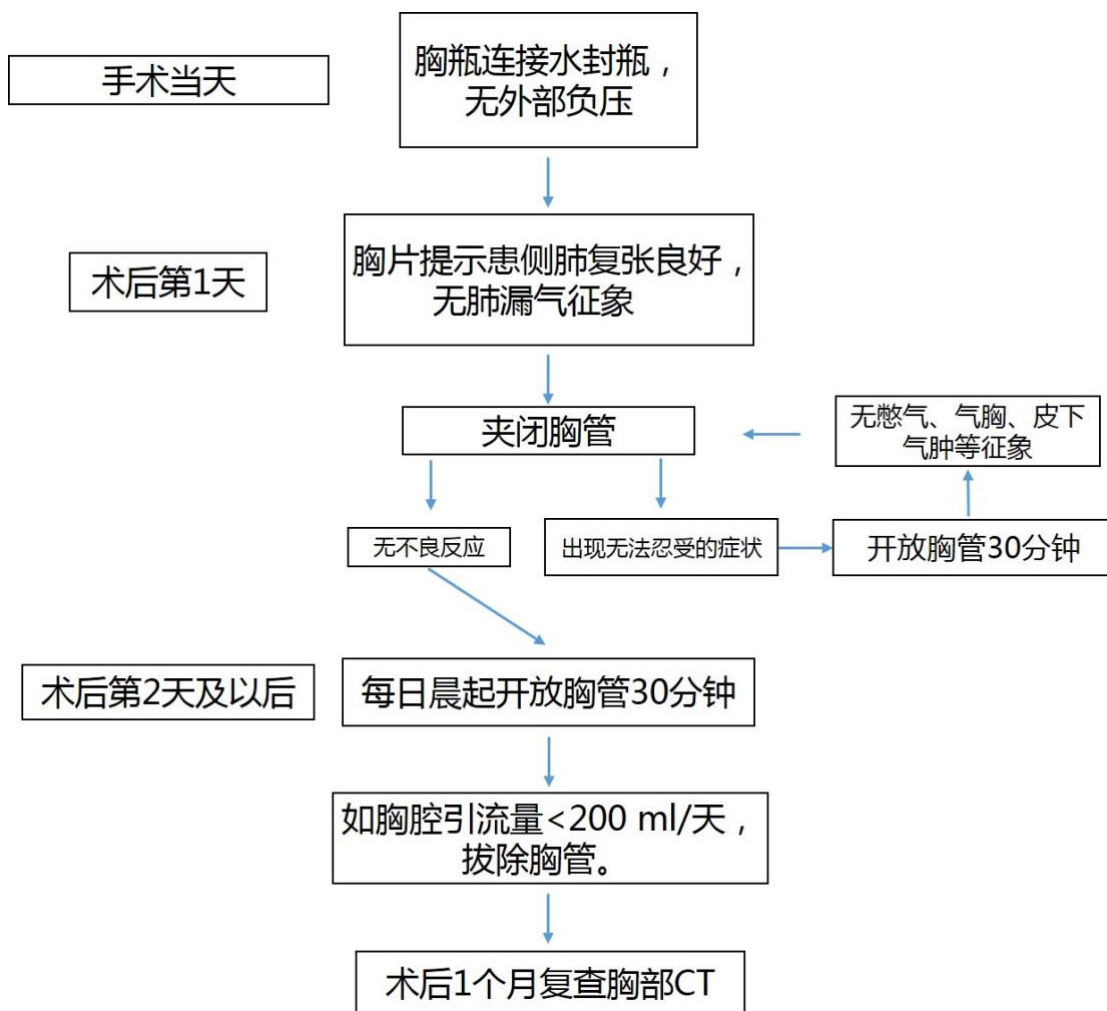 手术当天
胸瓶连接水封瓶，
无外部负压
术后第1天
胸片提示患侧肺复张良好，
无肺漏气征象
夹闭胸管
无憋气、气胸、皮下
气肿等征象
无不良反应
出现无法忍受的症状
开放胸管30分钟
术后第2天及以后
每日晨起开放胸管30分钟
如胸腔引流量<200 ml/天，
拔除胸管。
术后1个月复查胸部CT